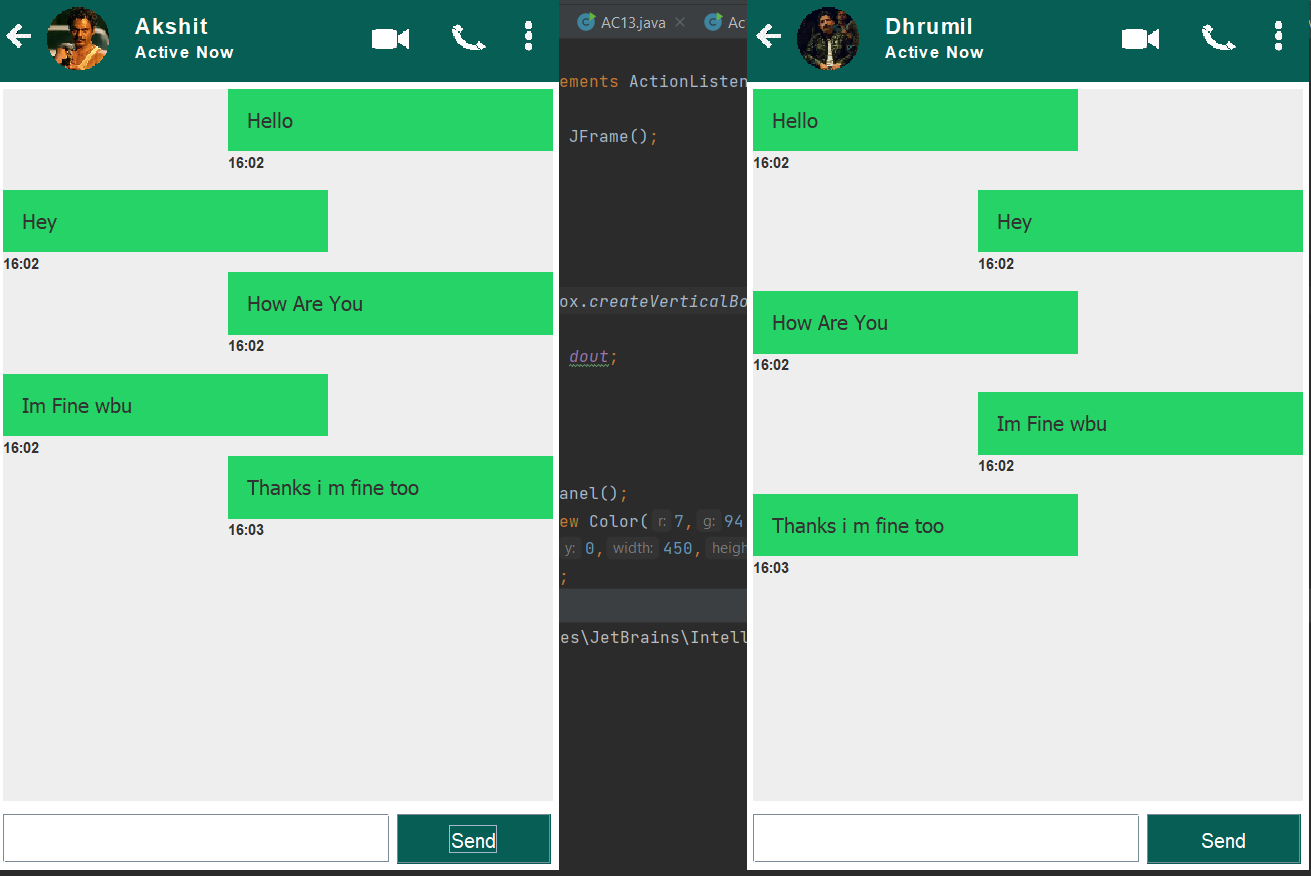 Akshit
Active Now
Hello
16:02
Hey
16:02
How Are You
16:02
Im Fine wbu
16:02
Thanks i m fine too
16:03
Send
AC13.java
Ac
ements ActionListen
JFrame();
ox.createVerticalBo
dout;
anel();
ew Color( r: 7, g: 94
y: 0, width: 450, heigh
;
es\JetBrains\Intell
Dhrumil
Active Now
Hello
16:02
Hey
16:02
How Are You
16:02
Im Fine wbu
16:02
Thanks i m fine too
16:03
Send